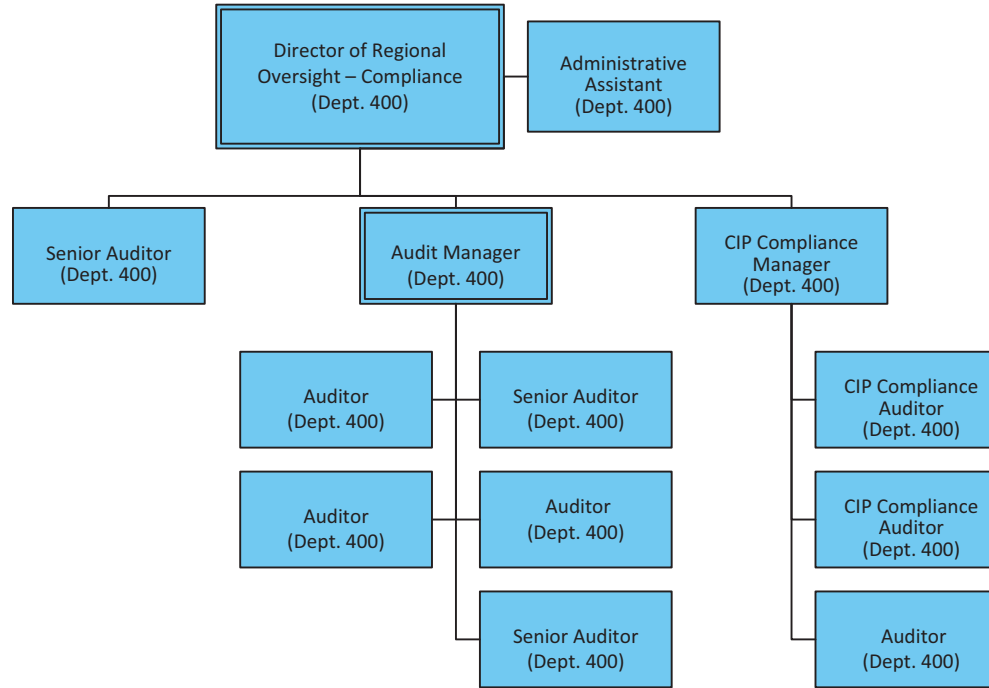 Director of Regional
Oversight – Compliance
(Dept. 400)
Administrative
Assistant
(Dept. 400)
Senior Auditor
(Dept. 400)
Audit Manager
(Dept. 400)
CIP Compliance
Manager
(Dept. 400)
Auditor
(Dept. 400)
Senior Auditor
(Dept. 400)
CIP Compliance
Auditor
(Dept. 400)
Auditor
(Dept. 400)
Auditor
(Dept. 400)
CIP Compliance
Auditor
(Dept. 400)
Senior Auditor
(Dept. 400)
Auditor
(Dept. 400)